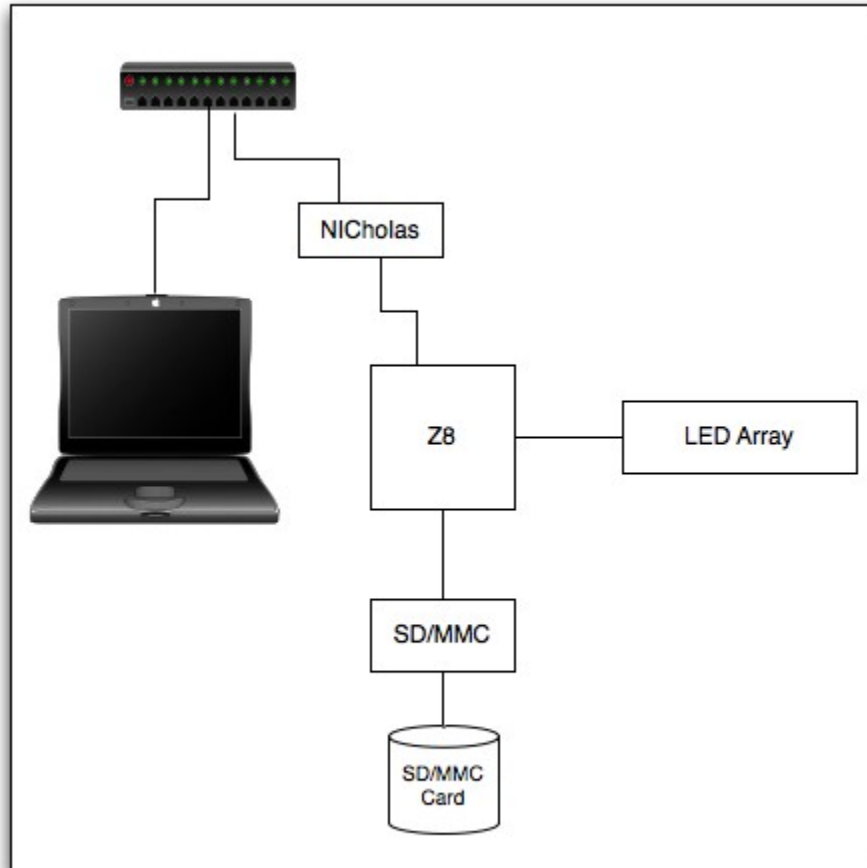 NICholas
Z8
LED Array
SD/MMC
SD/MMC
Card